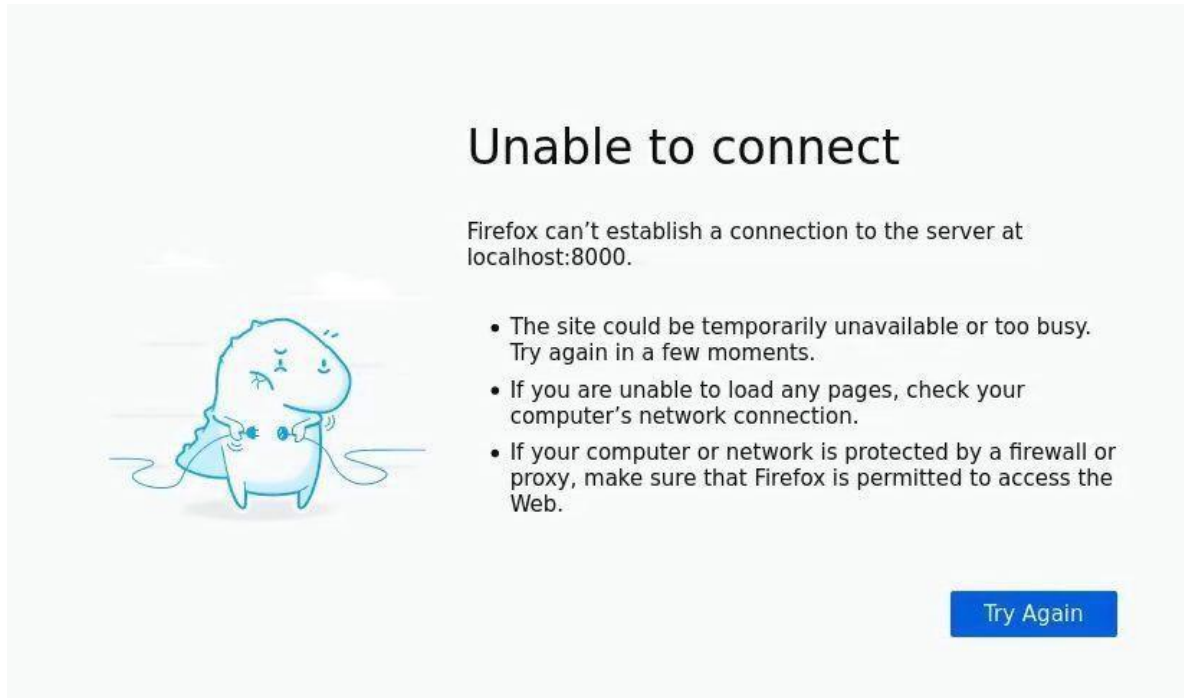 Unable to connect
Firefox can’t establish a connection to the server at
localhost:8000.
• The site could be temporarily unavailable or too busy.
Try again in a few moments.
• If you are unable to load any pages, check your
computer’s network connection.
• If your computer or network is protected by a firewall or
proxy, make sure that Firefox is permitted to access the
Web.
Try Again